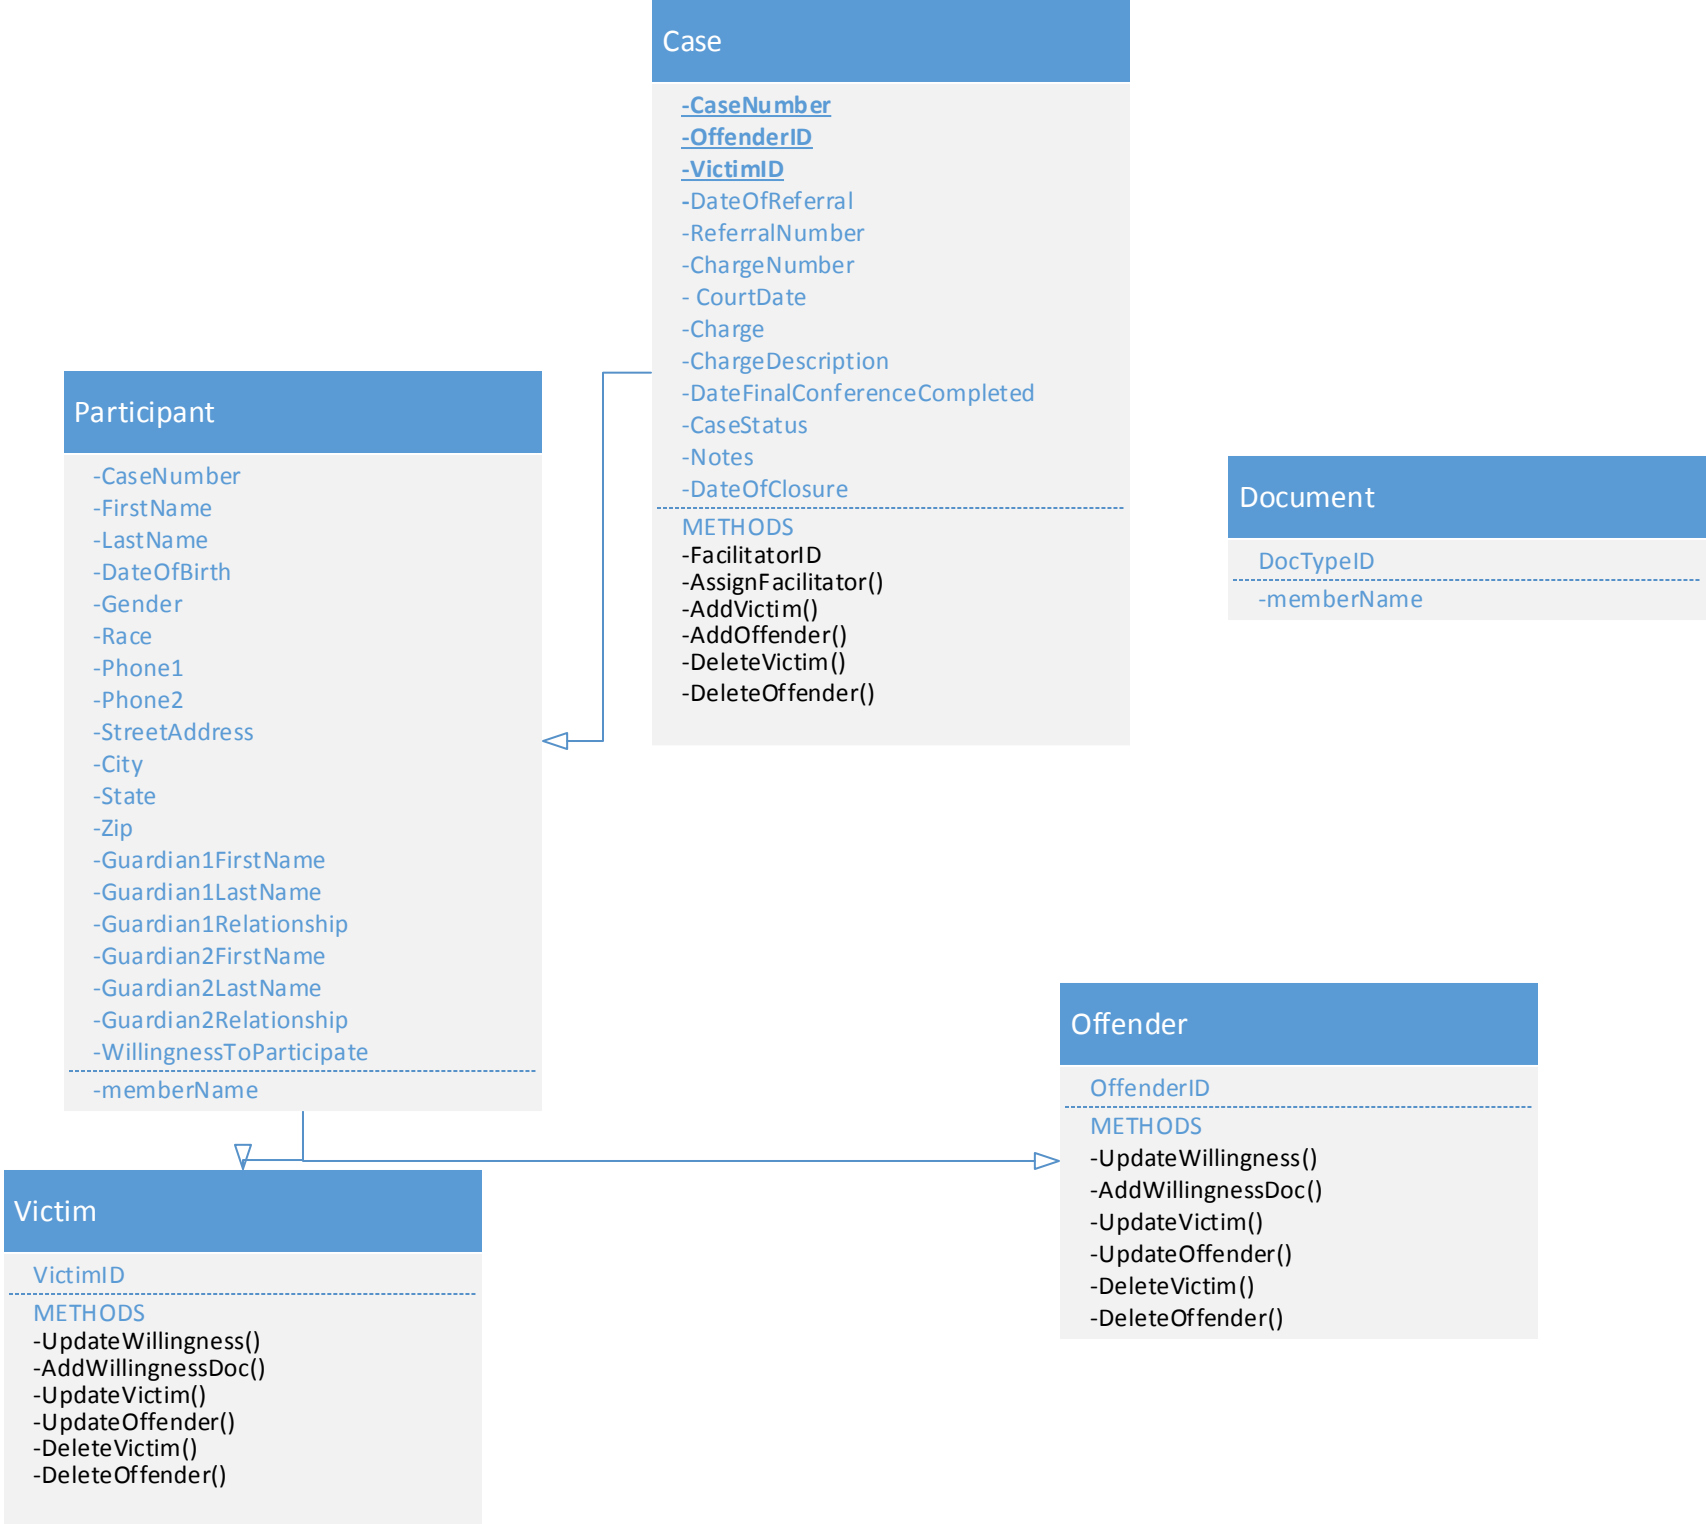 Case
-CaseNumber
-OffenderID
-VictimID
-DateOfReferral
-ReferralNumber
-ChargeNumber
- CourtDate
-Charge
-ChargeDescription
-DateFinalConferenceCompleted
-CaseStatus
-Notes
-DateOfClosure
METHODS
-FacilitatorID
-AssignFacilitator()
-AddVictim()
-AddOffender()
-DeleteVictim()
-DeleteOffender()
Participant
-CaseNumber
-FirstName
-LastName
-DateOfBirth
-Gender
-Race
-Phone1
-Phone2
-StreetAddress
-City
-State
-Zip
-Guardian1FirstName
-Guardian1LastName
-Guardian1Relationship
-Guardian2FirstName
-Guardian2LastName
-Guardian2Relationship
-WillingnessToParticipate
-memberName
Document
DocTypeID
-memberName
Offender
OffenderID
METHODS
-UpdateWillingness()
-AddWillingnessDoc()
-UpdateVictim()
-UpdateOffender()
-DeleteVictim()
-DeleteOffender()
Victim
VictimID
METHODS
-UpdateWillingness()
-AddWillingnessDoc()
-UpdateVictim()
-UpdateOffender()
-DeleteVictim()
-DeleteOffender()